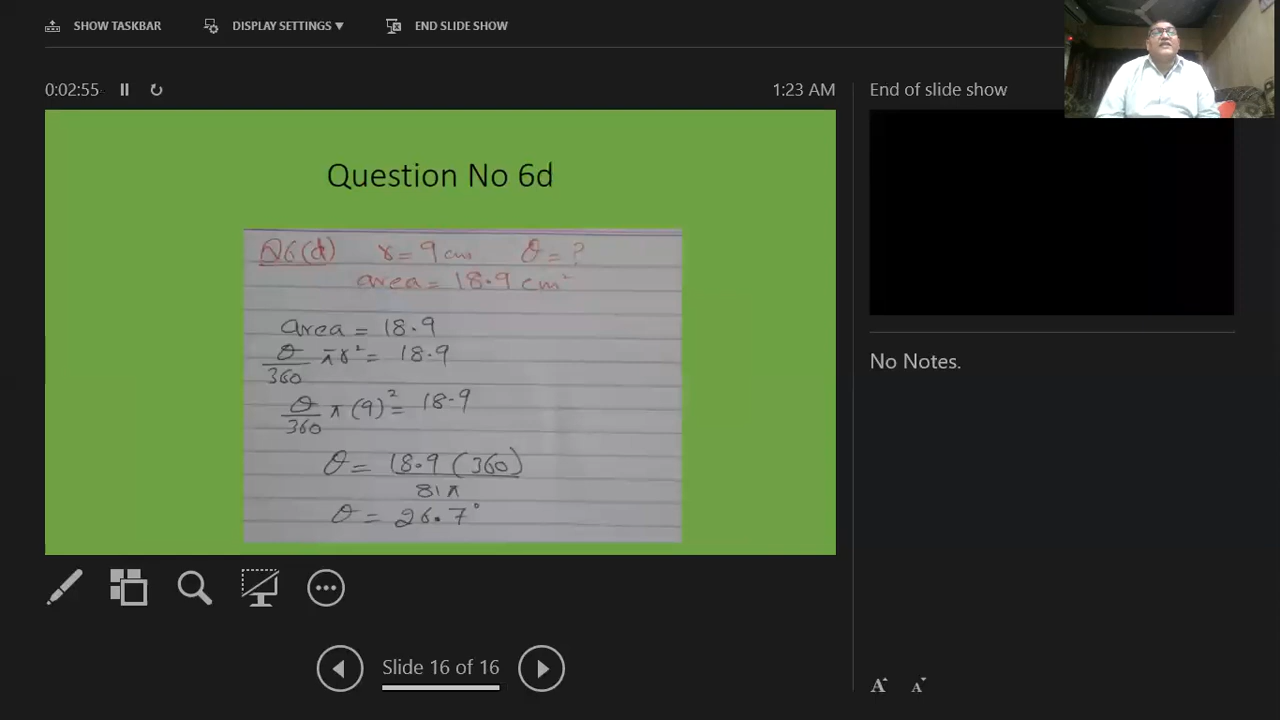 SHOW TASKBAR DISPLAY SETTINGS ▼ END SLIDE SHOW
0:02:55 1:23 AM
End of slide show
Question No 6d
Q6(d) r = 9 cm θ = ?
area = 18.9 cm²
area = 18.9
θ/360 πr² = 18.9
θ/360 π (9)² = 18.9
θ = 18.9 (360)/81π
θ = 26.7°
No Notes.
Slide 16 of 16
A A